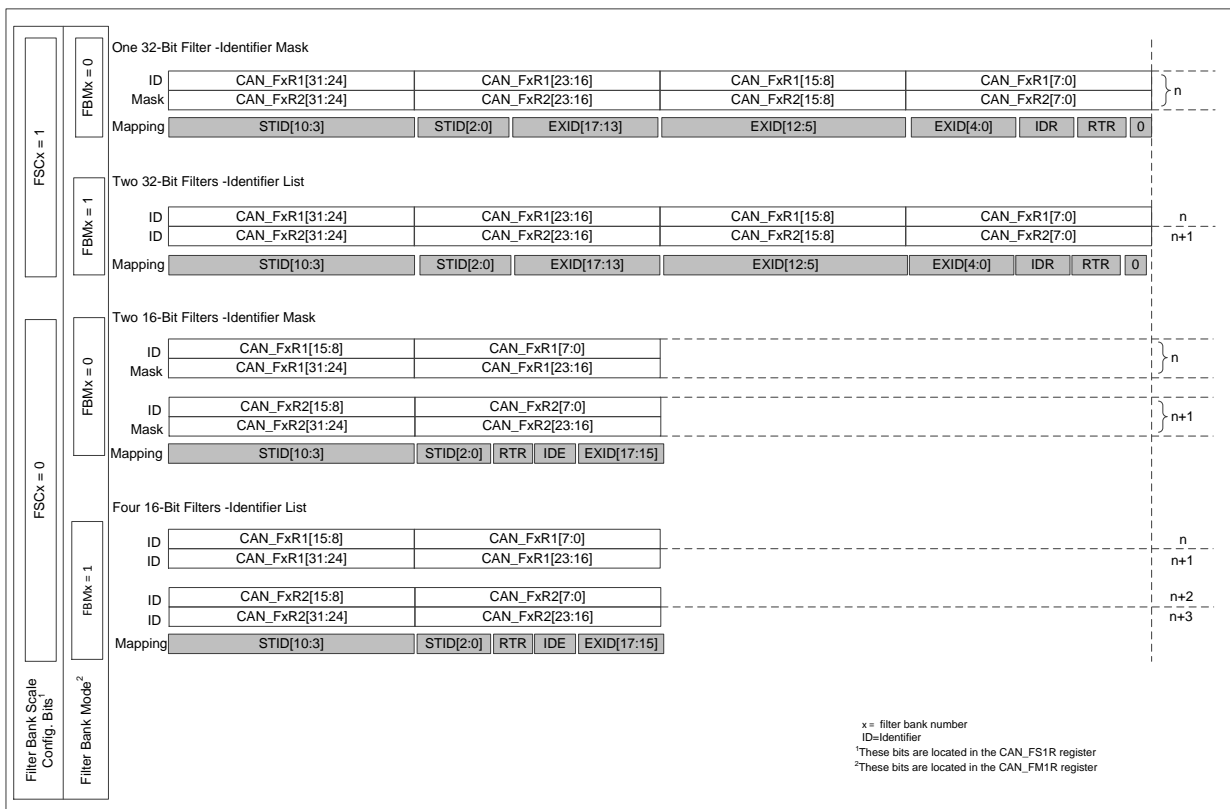 One 32-Bit Filter -Identifier Mask
FSCx = 1
FBMx = 0
ID CAN_FxR1[31:24] CAN_FxR1[23:16] CAN_FxR1[15:8] CAN_FxR1[7:0]
Mask CAN_FxR2[31:24] CAN_FxR2[23:16] CAN_FxR2[15:8] CAN_FxR2[7:0]
n
Mapping STID[10:3] STID[2:0] EXID[17:13] EXID[12:5] EXID[4:0] IDR RTR 0
Two 32-Bit Filters -Identifier List
FBMx = 1
ID CAN_FxR1[31:24] CAN_FxR1[23:16] CAN_FxR1[15:8] CAN_FxR1[7:0] n
ID CAN_FxR2[31:24] CAN_FxR2[23:16] CAN_FxR2[15:8] CAN_FxR2[7:0] n+1
Mapping STID[10:3] STID[2:0] EXID[17:13] EXID[12:5] EXID[4:0] IDR RTR 0
Two 16-Bit Filters -Identifier Mask
FSCx = 0
FBMx = 0
ID CAN_FxR1[15:8] CAN_FxR1[7:0]
Mask CAN_FxR1[31:24] CAN_FxR1[23:16]
n
ID CAN_FxR2[15:8] CAN_FxR2[7:0]
Mask CAN_FxR2[31:24] CAN_FxR2[23:16]
n+1
Mapping STID[10:3] STID[2:0] RTR IDE EXID[17:15]
Four 16-Bit Filters -Identifier List
FBMx = 1
ID CAN_FxR1[15:8] CAN_FxR1[7:0] n
ID CAN_FxR1[31:24] CAN_FxR1[23:16] n+1
ID CAN_FxR2[15:8] CAN_FxR2[7:0] n+2
ID CAN_FxR2[31:24] CAN_FxR2[23:16] n+3
Mapping STID[10:3] STID[2:0] RTR IDE EXID[17:15]
Filter Bank Scale
Config. Bits1
Filter Bank Mode2
x = filter bank number
ID=Identifier
1These bits are located in the CAN_FS1R register
2These bits are located in the CAN_FM1R register